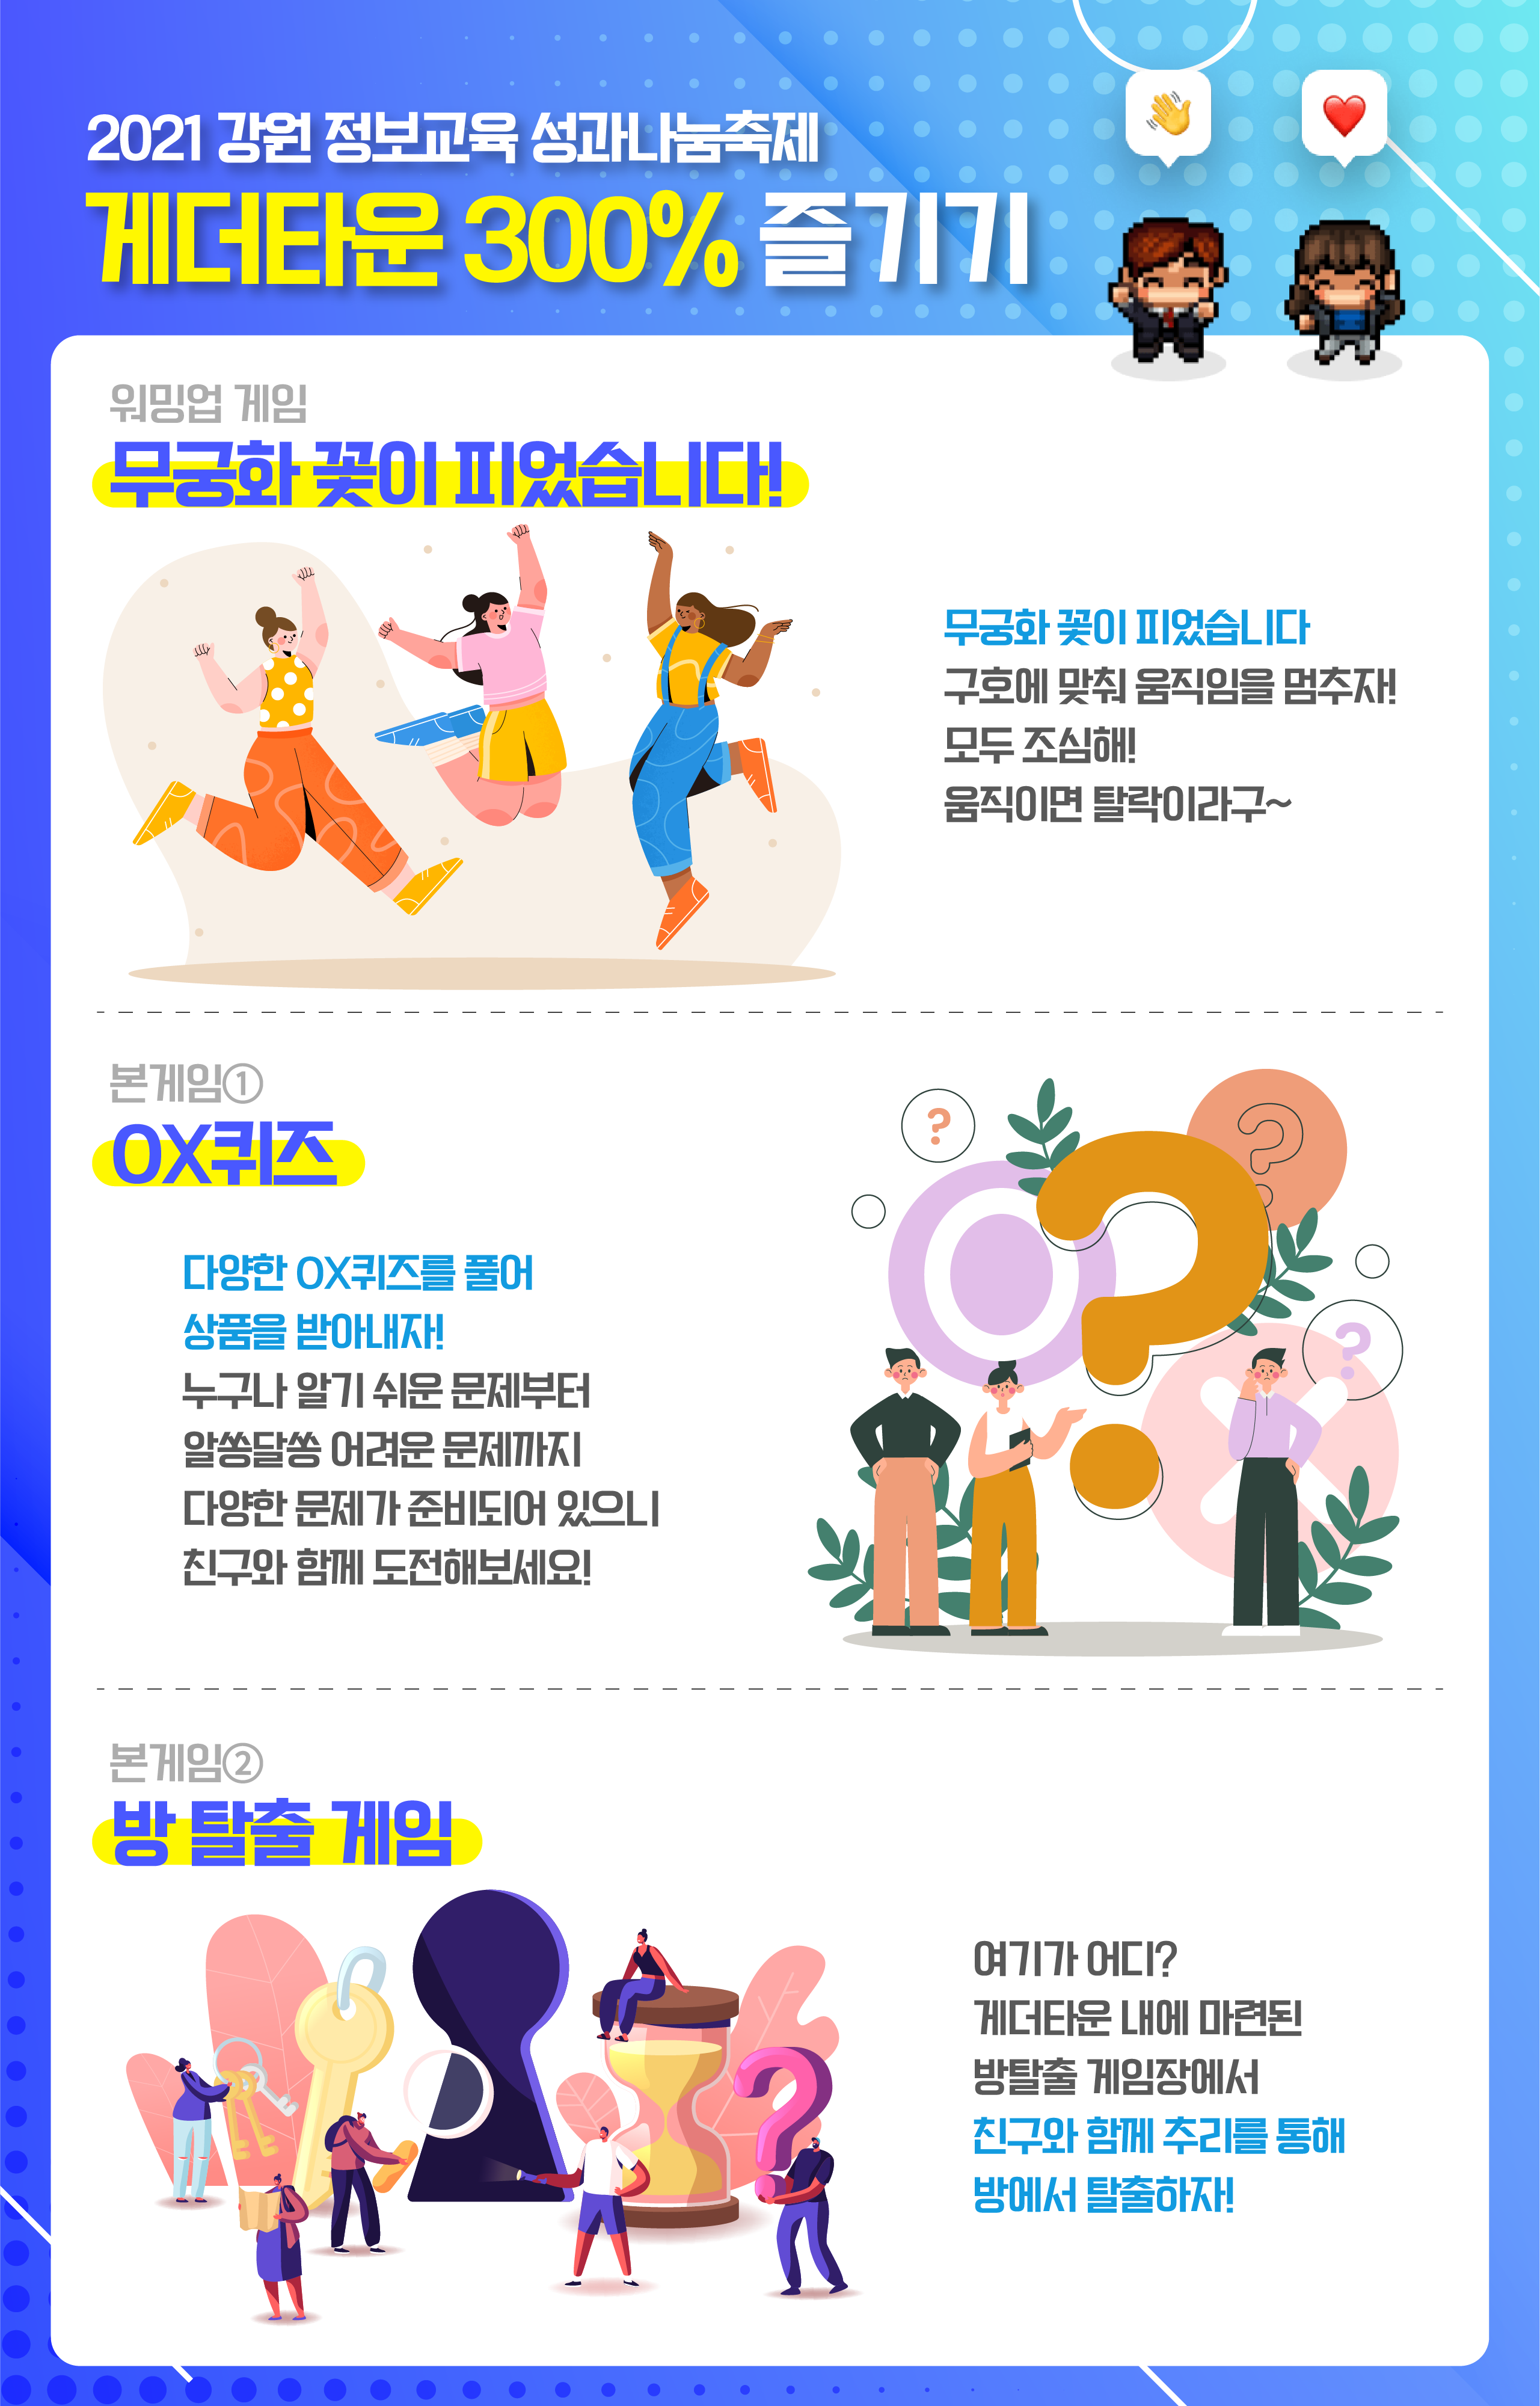 2021 강원 정보교육 성과나눔축제
게더타운 300% 즐기기
워밍업 게임
무궁화 꽃이 피었습니다!
무궁화 꽃이 피었습니다
구호에 맞춰 움직임을 멈추자!
모두 조심해!
움직이면 탈락이라구~
본게임①
OX퀴즈
다양한 OX퀴즈를 풀어
상품을 받아내자!
누구나 알기 쉬운 문제부터
알쏭달쏭 어려운 문제까지
다양한 문제가 준비되어 있으니
친구와 함께 도전해보세요!
본게임②
방 탈출 게임
여기가 어디?
게더타운 내에 마련된
방탈출 게임장에서
친구와 함께 추리를 통해
방에서 탈출하자!